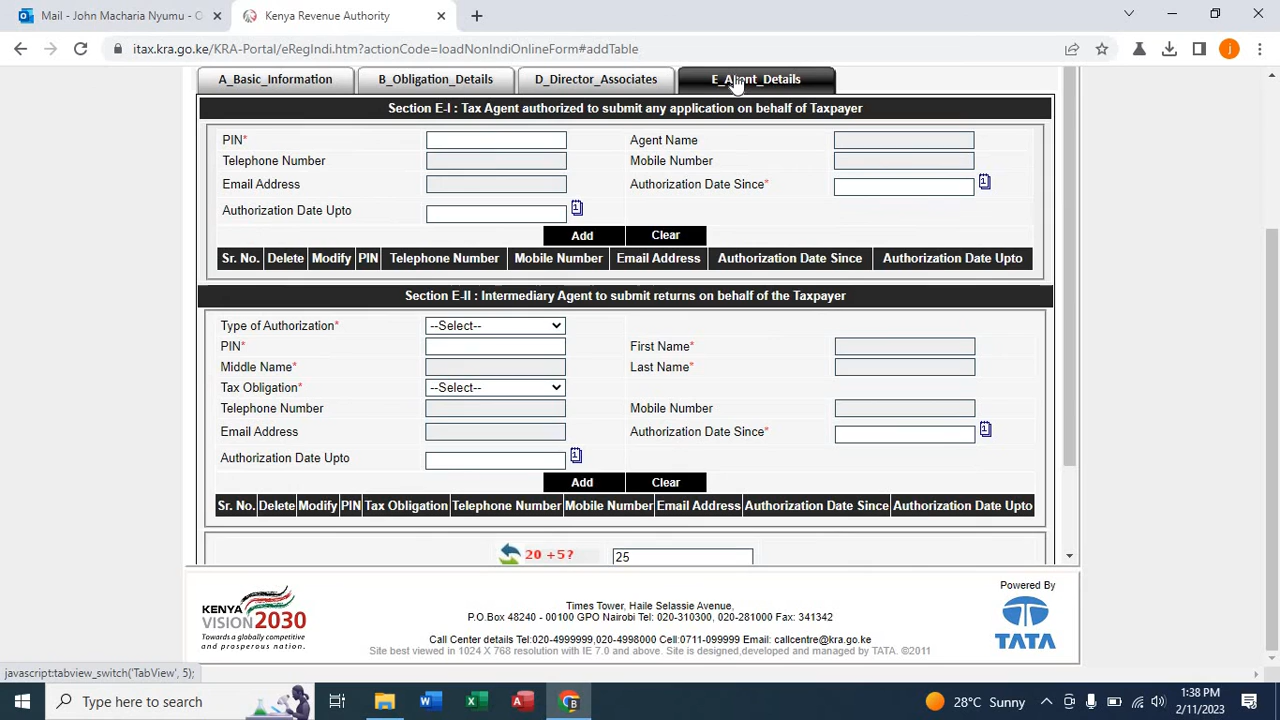 Mail - John Macharia Nyumu - O
Kenya Revenue Authority
itax.kra.go.ke/KRA-Portal/eRegIndi.htm?actionCode=loadNonIndiOnlineForm#addTable
j
A_Basic_Information B_Obligation_Details D_Director_Associates E_Agent_Details
Section E-I : Tax Agent authorized to submit any application on behalf of Taxpayer
PIN* Agent Name
Telephone Number Mobile Number
Email Address Authorization Date Since* 1
Authorization Date Upto 1
Add Clear
Sr. No. Delete Modify PIN Telephone Number Mobile Number Email Address Authorization Date Since Authorization Date Upto
Section E-II : Intermediary Agent to submit returns on behalf of the Taxpayer
Type of Authorization* --Select--
PIN* First Name*
Middle Name* Last Name*
Tax Obligation* --Select--
Telephone Number Mobile Number
Email Address Authorization Date Since* 1
Authorization Date Upto 1
Add Clear
Sr. No. Delete Modify PIN Tax Obligation Telephone Number Mobile Number Email Address Authorization Date Since Authorization Date Upto
20 +5? 25
KENYA
VISION 2030
Towards a globally competitive
and prosperous nation.
Times Tower, Haile Selassie Avenue,
P.O.Box 48240 - 00100 GPO Nairobi Tel: 020-310300, 020-281000 Fax: 341342
Call Center details Tel:020-4999999,020-4998000 Cell:0711-099999 Email: callcentre@kra.go.ke
Site best viewed in 1024 X 768 resolution with IE 7.0 and above. Site is designed,developed and managed by TATA. ©2011
Powered By
TATA
javascript:tabview_switch('TabView', 5);
Type here to search
28°C Sunny
1:38 PM
2/11/2023